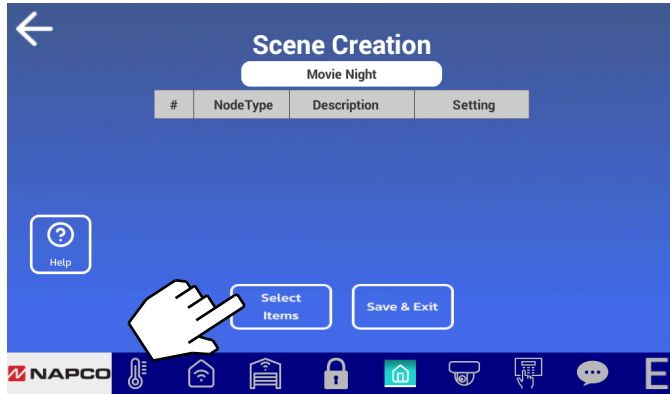 Scene Creation
Movie Night
# NodeType Description Setting
Help
Select
Items
Save & Exit
NAPCO
E